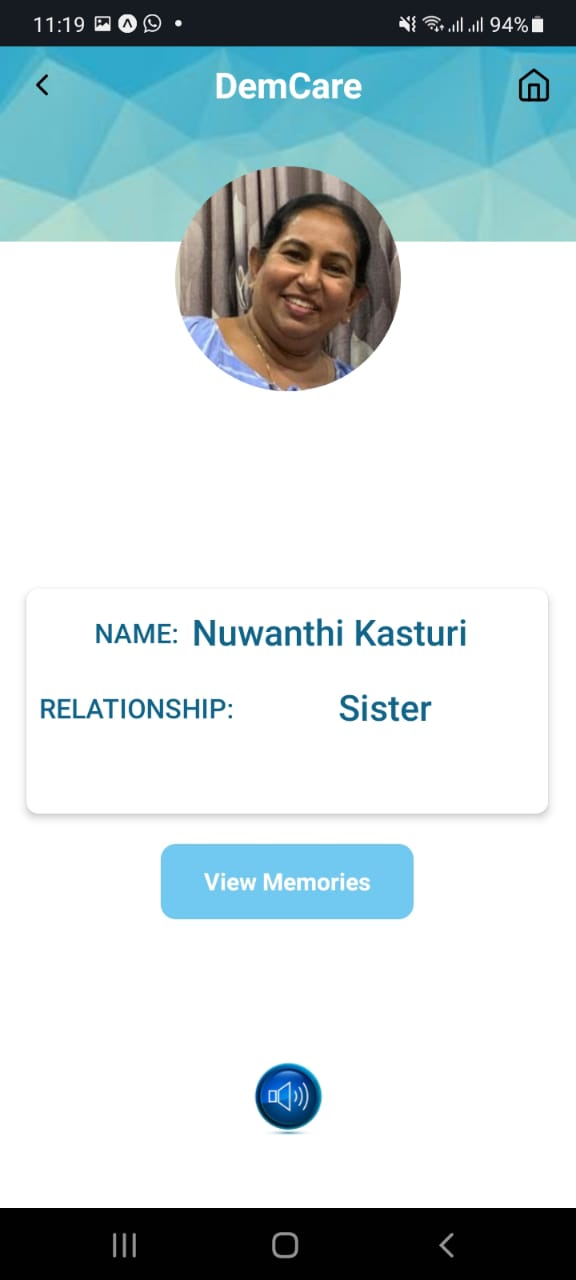 11:19 94%
DemCare
NAME: Nuwanthi Kasturi
RELATIONSHIP: Sister
View Memories